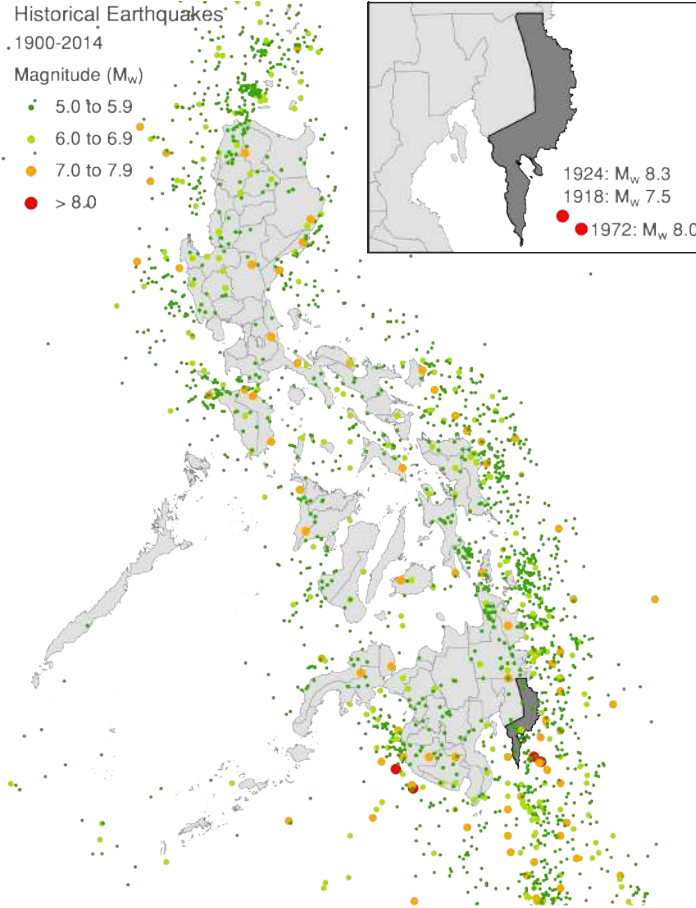 Historical Earthquakes
1900-2014
Magnitude (Mw)
5.0 to 5.9
6.0 to 6.9
7.0 to 7.9
> 8.0
1924: Mw 8.3
1918: Mw 7.5
1972: Mw 8.0